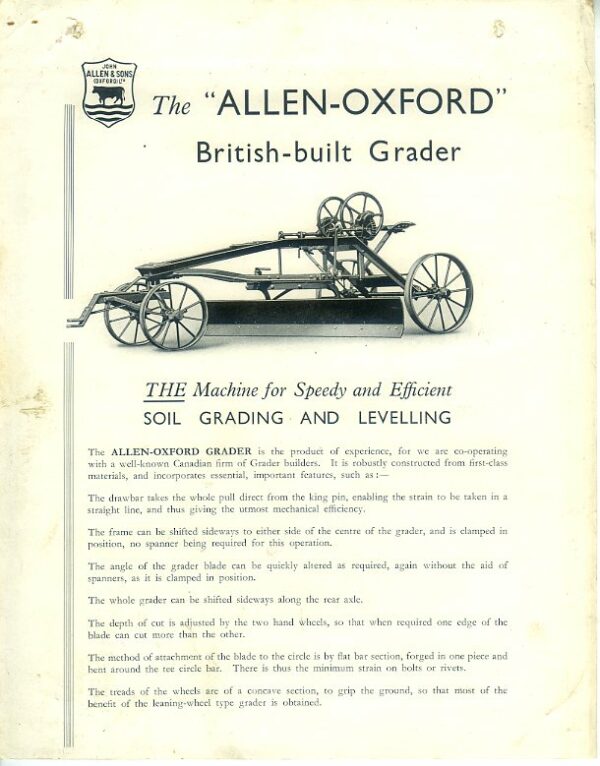 JOHN
ALLEN & SONS
(OXFORD) Lᵀᴰ
The “ALLEN-OXFORD”
British-built Grader
THE Machine for Speedy and Efficient
SOIL GRADING AND LEVELLING
The ALLEN-OXFORD GRADER is the product of experience, for we are co-operating
with a well-known Canadian firm of Grader builders. It is robustly constructed from first-class
materials, and incorporates essential, important features, such as :—
The drawbar takes the whole pull direct from the king pin, enabling the strain to be taken in a
straight line, and thus giving the utmost mechanical efficiency.
The frame can be shifted sideways to either side of the centre of the grader, and is clamped in
position, no spanner being required for this operation.
The angle of the grader blade can be quickly altered as required, again without the aid of
spanners, as it is clamped in position.
The whole grader can be shifted sideways along the rear axle.
The depth of cut is adjusted by the two hand wheels, so that when required one edge of the
blade can cut more than the other.
The method of attachment of the blade to the circle is by flat bar section, forged in one piece and
bent around the tee circle bar. There is thus the minimum strain on bolts or rivets.
The treads of the wheels are of a concave section, to grip the ground, so that most of the
benefit of the leaning-wheel type grader is obtained.